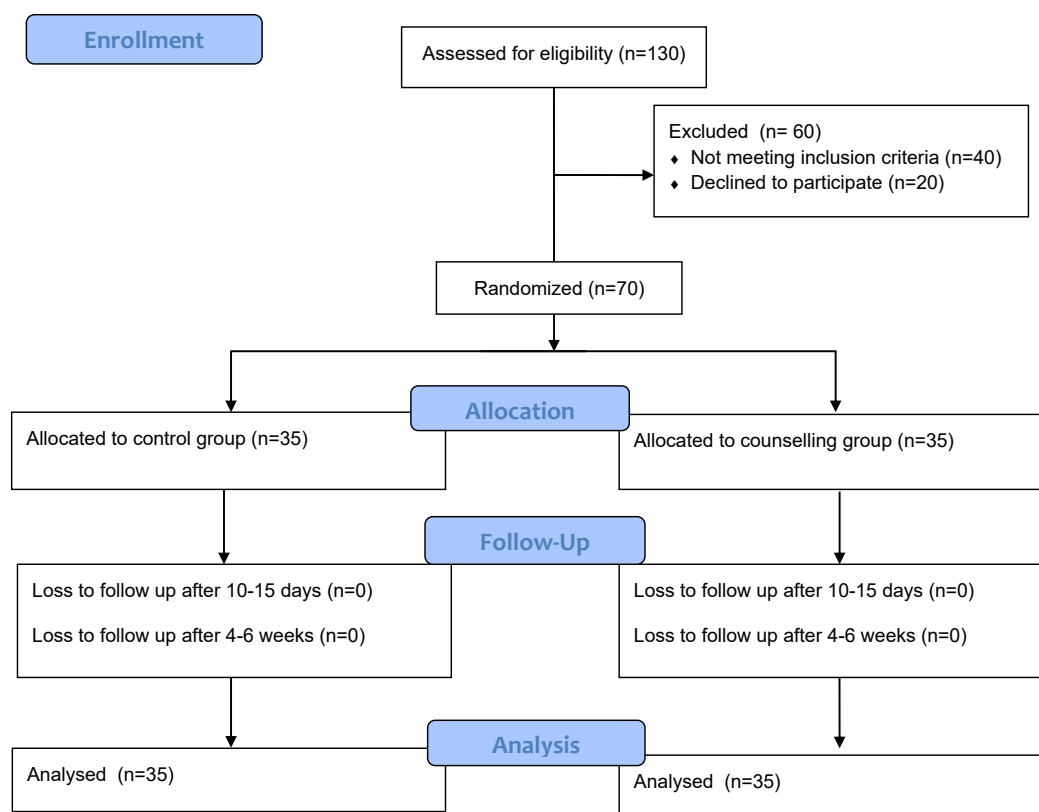 Enrollment
Assessed for eligibility (n=130)
Excluded (n= 60)
♦ Not meeting inclusion criteria (n=40)
♦ Declined to participate (n=20)
Randomized (n=70)
Allocation
Allocated to control group (n=35)
Allocated to counselling group (n=35)
Follow-Up
Loss to follow up after 10-15 days (n=0)
Loss to follow up after 4-6 weeks (n=0)
Loss to follow up after 10-15 days (n=0)
Loss to follow up after 4-6 weeks (n=0)
Analysis
Analysed (n=35)
Analysed (n=35)